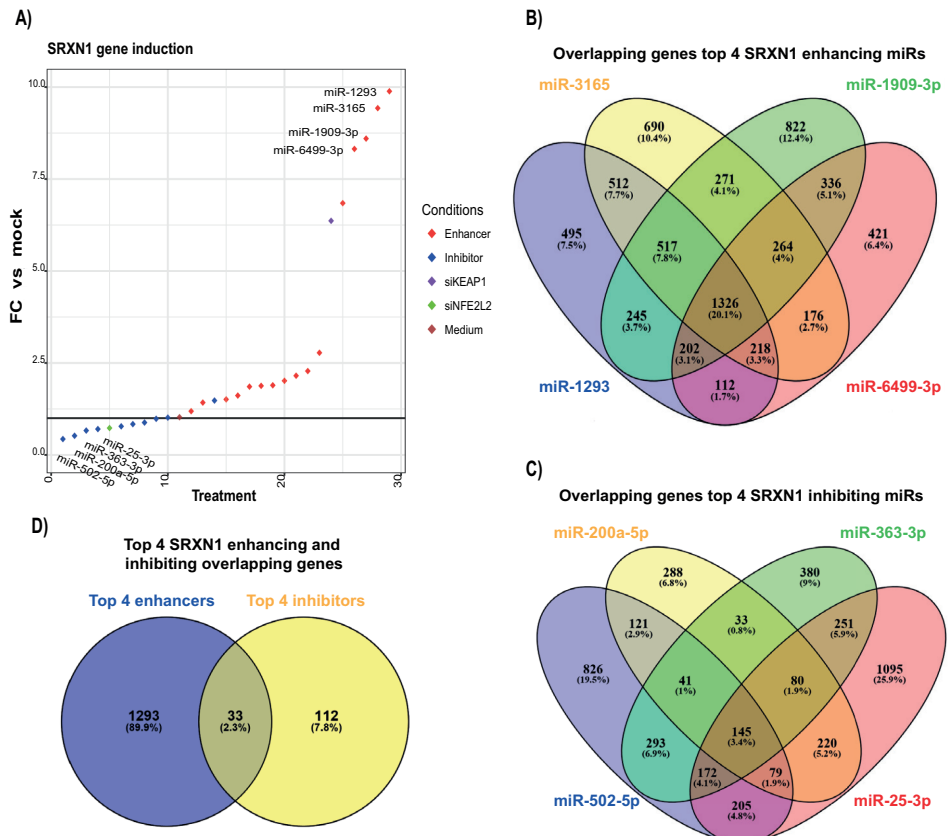 A)
SRXN1 gene induction
FC vs mock
10.0
7.5
5.0
2.5
0.0
miR-1293
miR-3165
miR-1909-3p
miR-6499-3p
miR-25-3p
miR-363-3p
miR-200a-5p
miR-502-5p
0
10
20
30
Treatment
Conditions
Enhancer
Inhibitor
siKEAP1
siNFE2L2
Medium
B)
Overlapping genes top 4 SRXN1 enhancing miRs
miR-3165
miR-1909-3p
690
(10.4%)
822
(12.4%)
512
(7.7%)
271
(4.1%)
336
(5.1%)
495
(7.5%)
421
(6.4%)
517
(7.8%)
264
(4%)
1326
(20.1%)
245
(3.7%)
176
(2.7%)
202
(3.1%)
218
(3.3%)
112
(1.7%)
miR-1293
miR-6499-3p
C)
Overlapping genes top 4 SRXN1 inhibiting miRs
miR-200a-5p
miR-363-3p
288
(6.8%)
380
(9%)
121
(2.9%)
33
(0.8%)
251
(5.9%)
826
(19.5%)
1095
(25.9%)
41
(1%)
80
(1.9%)
145
(3.4%)
293
(6.9%)
220
(5.2%)
172
(4.1%)
79
(1.9%)
205
(4.8%)
miR-502-5p
miR-25-3p
D)
Top 4 SRXN1 enhancing and
inhibiting overlapping genes
Top 4 enhancers
Top 4 inhibitors
1293
(89.9%)
33
(2.3%)
112
(7.8%)